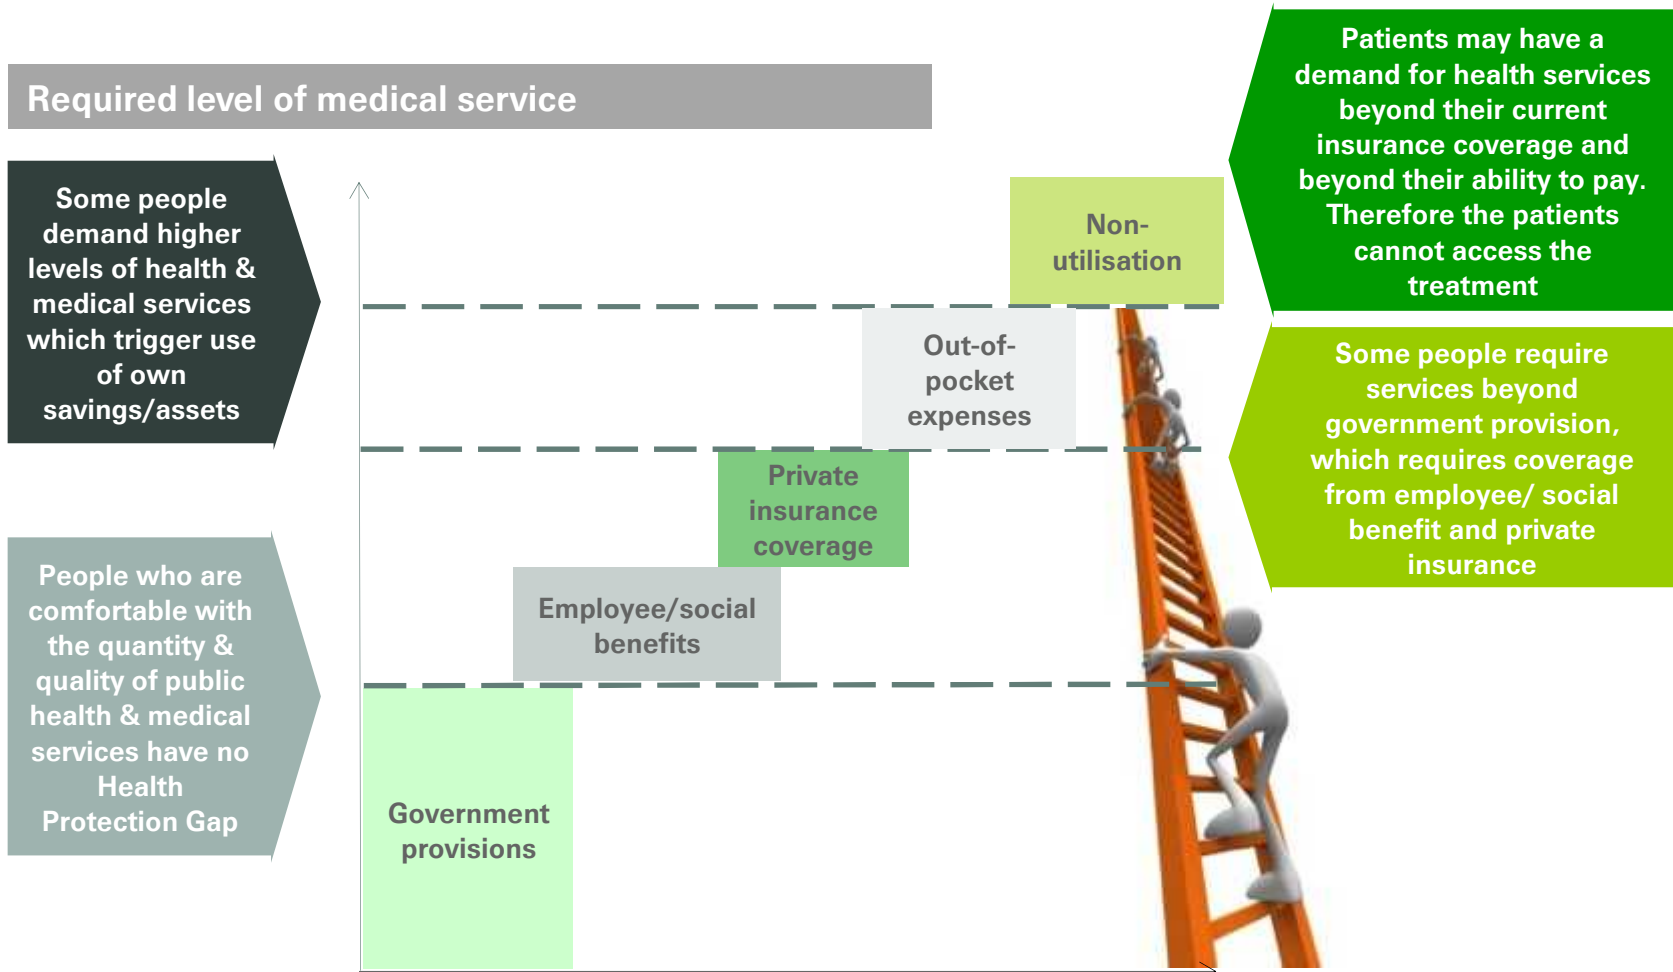 Required level of medical service
Some people
demand higher
levels of health &
medical services
which trigger use
of own
savings/assets
People who are
comfortable with
the quantity &
quality of public
health & medical
services have no
Health
Protection Gap
Non-
utilisation
Out-of-
pocket
expenses
Private
insurance
coverage
Employee/social
benefits
Government
provisions
Patients may have a
demand for health services
beyond their current
insurance coverage and
beyond their ability to pay.
Therefore the patients
cannot access the
treatment
Some people require
services beyond
government provision,
which requires coverage
from employee/ social
benefit and private
insurance